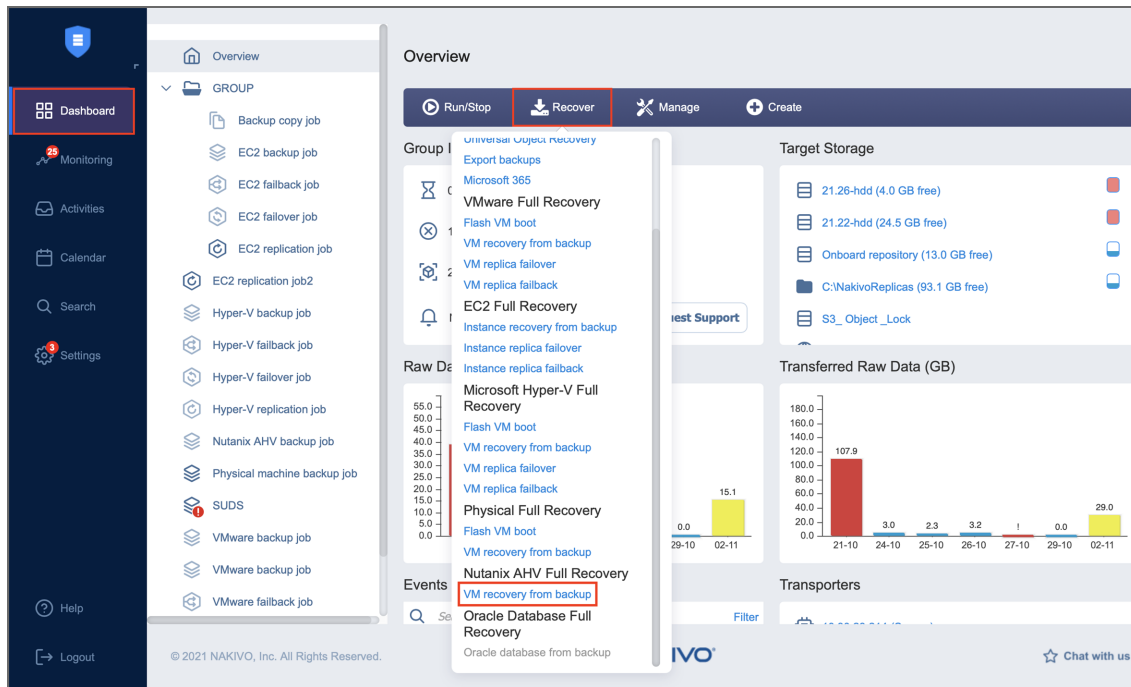 Dashboard
25
Monitoring
Activities
Calendar
Search
3
Settings
Help
Logout
Overview
GROUP
Backup copy job
EC2 backup job
EC2 failback job
EC2 failover job
EC2 replication job
EC2 replication job2
Hyper-V backup job
Hyper-V failback job
Hyper-V failover job
Hyper-V replication job
Nutanix AHV backup job
Physical machine backup job
SUDS
VMware backup job
VMware backup job
VMware failback job
© 2021 NAKIVO, Inc. All Rights Reserved.
Overview
Run/Stop
Recover
Manage
Create
Group
Universal Object Recovery
Export backups
Microsoft 365
VMware Full Recovery
Flash VM boot
VM recovery from backup
VM replica failover
VM replica failback
EC2 Full Recovery
Instance recovery from backup
Instance replica failover
Instance replica failback
Microsoft Hyper-V Full
Recovery
Flash VM boot
VM recovery from backup
VM replica failover
VM replica failback
Physical Full Recovery
Flash VM boot
VM recovery from backup
Nutanix AHV Full Recovery
VM recovery from backup
Oracle Database Full
Recovery
Oracle database from backup
Support
Raw
55.0
50.0
45.0
40.0
35.0
30.0
25.0
20.0
15.0
10.0
5.0
0.0
0.0
15.1
29-10
02-11
Events
Filter
Target Storage
21.26-hdd (4.0 GB free)
21.22-hdd (24.5 GB free)
Onboard repository (13.0 GB free)
C:\NakivoReplicas (93.1 GB free)
S3_ Object _Lock
Transferred Raw Data (GB)
180.0
160.0
140.0
120.0
100.0
80.0
60.0
40.0
20.0
0.0
107.9
3.0
2.3
3.2
!
0.0
29.0
21-10
24-10
25-10
26-10
27-10
29-10
02-11
Transporters
IVO
Chat with us